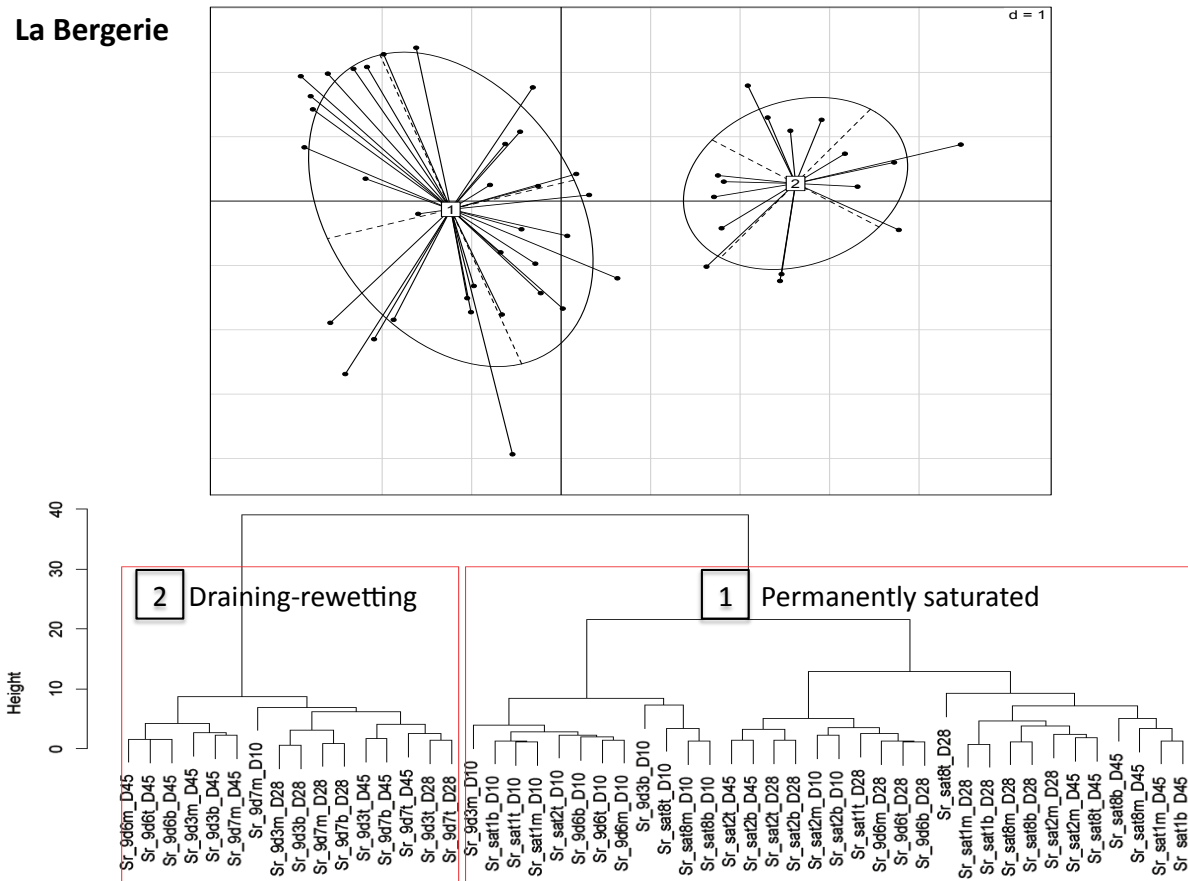 La Bergerie
d = 1
1
2
Height
0
10
20
30
40
2 Draining-rewetting
1 Permanently saturated
Sr_9d6m_D45
Sr_9d6t_D45
Sr_9d6b_D45
Sr_9d3m_D45
Sr_9d3b_D45
Sr_9d7m_D45
Sr_9d7m_D10
Sr_9d3m_D28
Sr_9d3b_D28
Sr_9d7m_D28
Sr_9d7b_D28
Sr_9d3t_D45
Sr_9d7b_D45
Sr_9d7t_D45
Sr_9d3t_D28
Sr_9d7t_D28
Sr_9d3m_D10
Sr_sat1b_D10
Sr_sat1t_D10
Sr_sat1m_D10
Sr_sat2t_D10
Sr_9d6b_D10
Sr_9d6t_D10
Sr_9d6m_D10
Sr_9d3b_D10
Sr_sat8t_D10
Sr_sat8m_D10
Sr_sat8b_D10
Sr_sat2t_D45
Sr_sat2b_D45
Sr_sat2t_D28
Sr_sat2b_D28
Sr_sat2m_D10
Sr_sat2b_D10
Sr_sat1t_D28
Sr_9d6m_D28
Sr_9d6t_D28
Sr_9d6b_D28
Sr_sat8t_D28
Sr_sat1m_D28
Sr_sat1b_D28
Sr_sat8m_D28
Sr_sat8b_D28
Sr_sat2m_D28
Sr_sat2m_D45
Sr_sat8t_D45
Sr_sat8b_D45
Sr_sat8m_D45
Sr_sat1m_D45
Sr_sat1b_D45